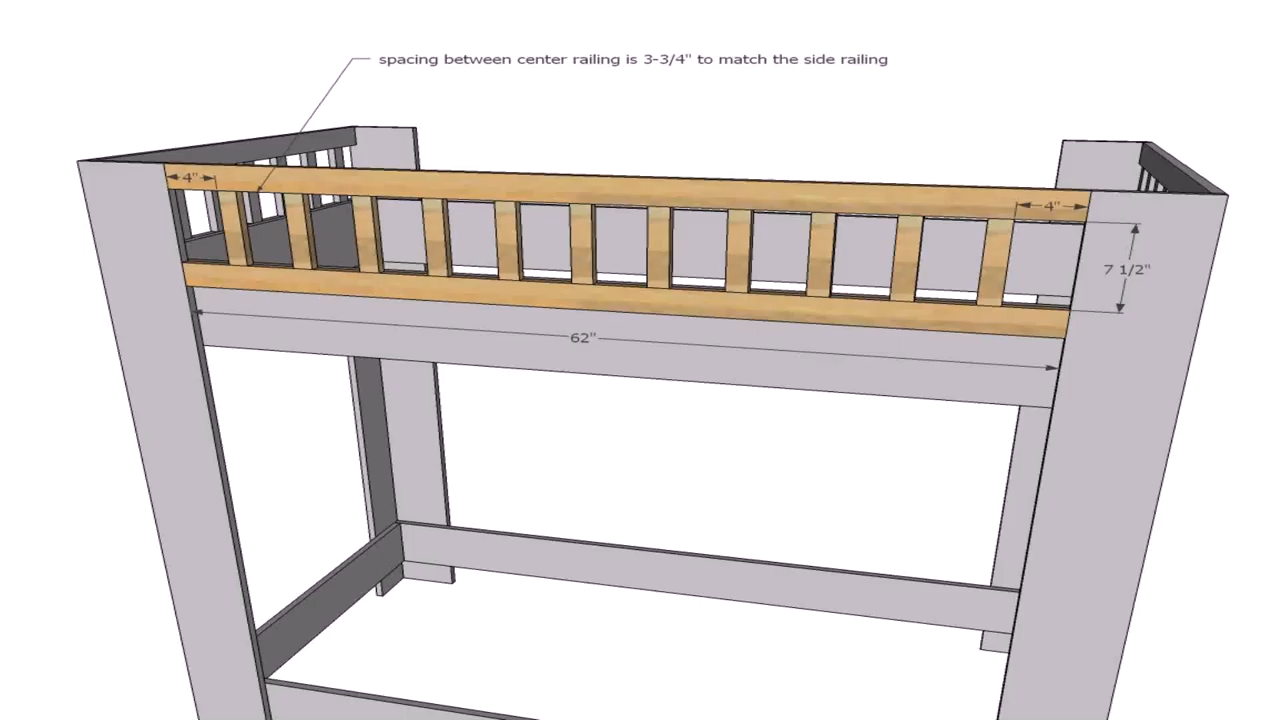 spacing between center railing is 3-3/4" to match the side railing
4"
4"
7 1/2"
62"